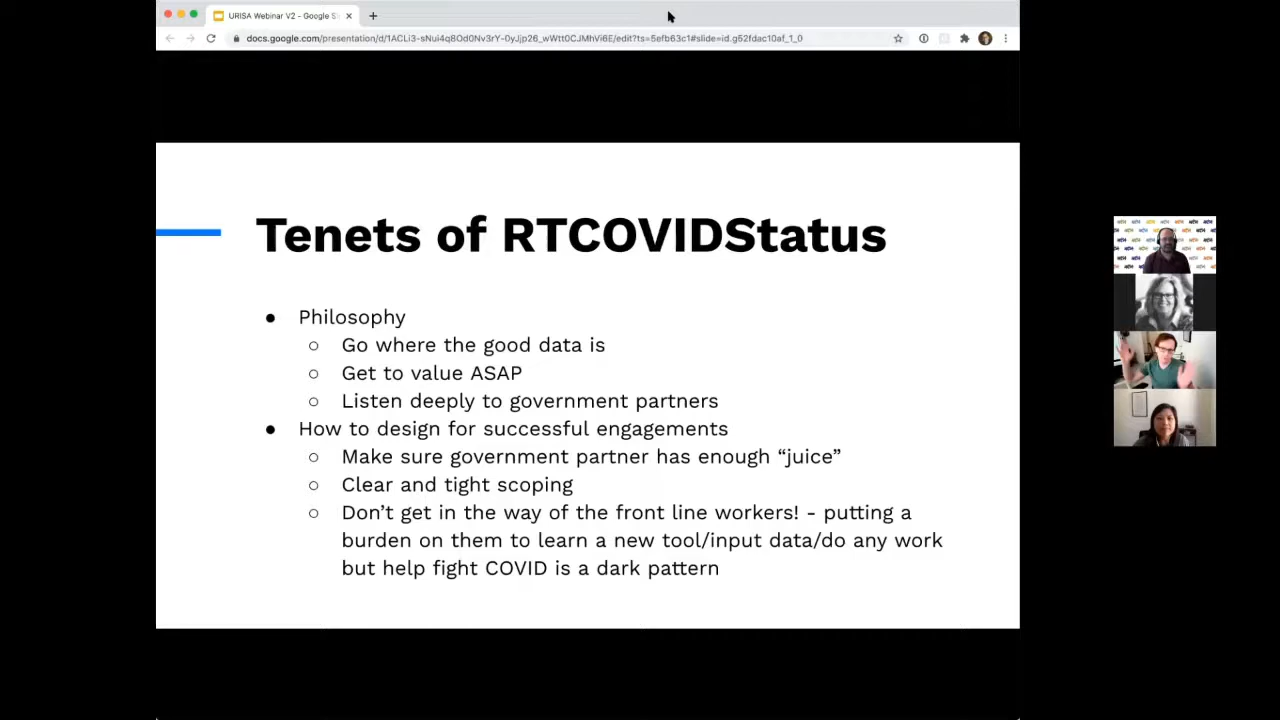 URISA Webinar V2 - Google S
docs.google.com/presentation/d/1ACLi3-sNui4q8Od0Nv3rY-0yJjp26_wWtt0CJMhVi6E/edit?ts=5efb63c1#slide=id.g52fdac10af_1_0
Tenets of RTCOVIDStatus
● Philosophy
○ Go where the good data is
○ Get to value ASAP
○ Listen deeply to government partners
● How to design for successful engagements
○ Make sure government partner has enough “juice”
○ Clear and tight scoping
○ Don’t get in the way of the front line workers! - putting a
burden on them to learn a new tool/input data/do any work
but help fight COVID is a dark pattern